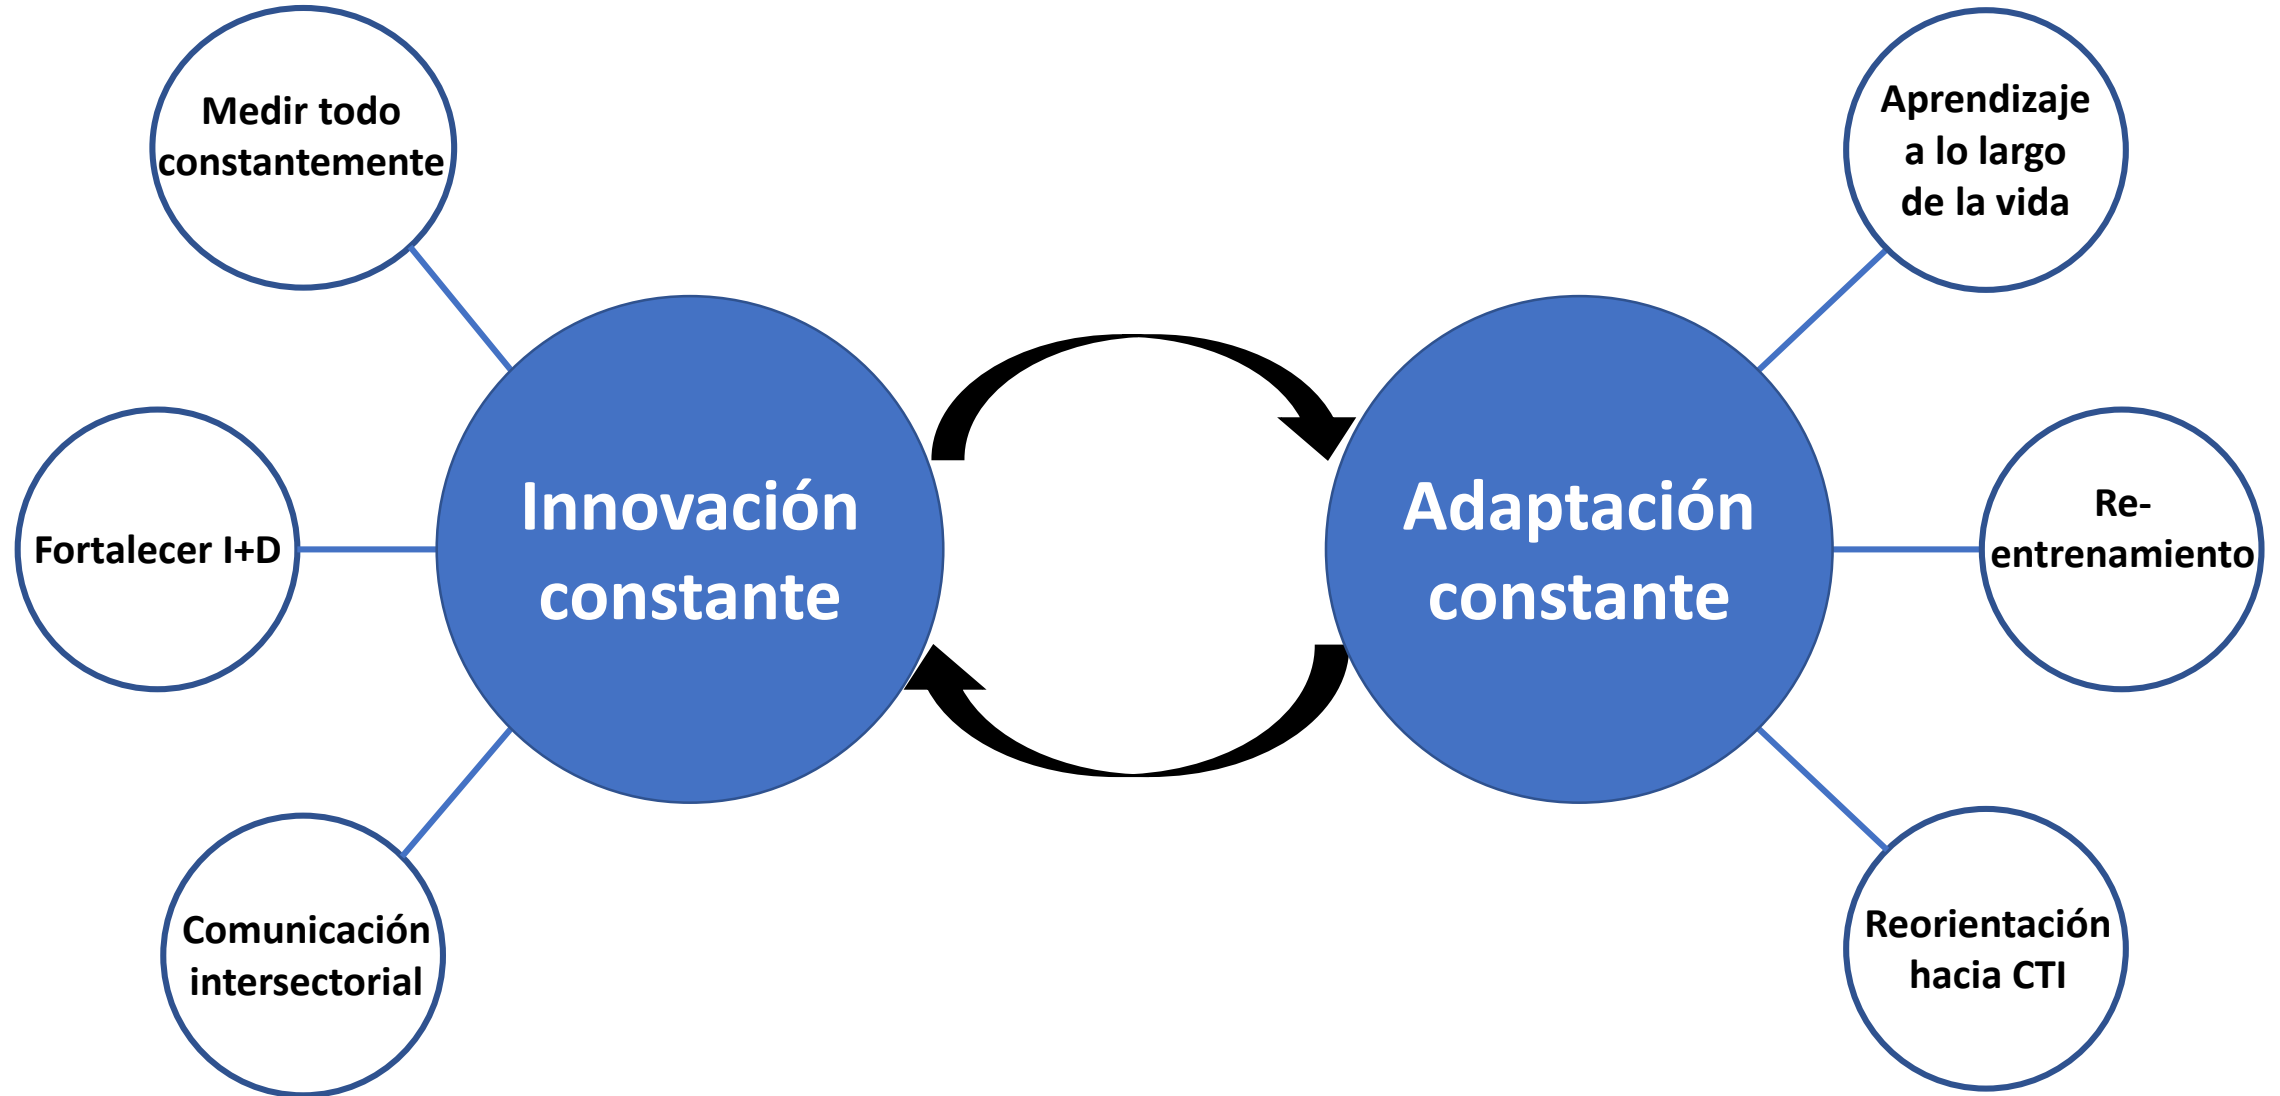 Medir todo
constantemente
Fortalecer I+D
Comunicación
intersectorial
Innovación
constante
Adaptación
constante
Aprendizaje
a lo largo
de la vida
Re-
entrenamiento
Reorientación
hacia CTI